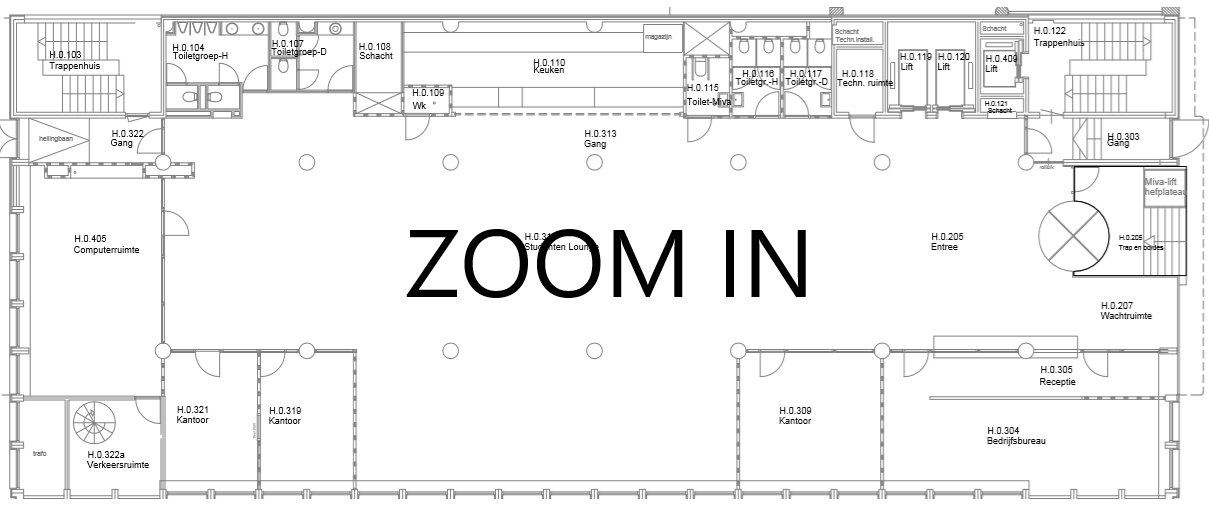 H.0.103
Trappenhuis
H.0.104
Toiletgroep-H
H.0.107
Toiletgroep-D
H.0.108
Schacht
H.0.110
Keuken
magazijn
H.0.109
Wk
H.0.115
Toilet-Miva
H.0.116
Toiletgr.-H
H.0.117
Toiletgr.-D
Schacht
Techn.install.
H.0.118
Techn. ruimte
H.0.119
Lift
H.0.120
Lift
Schacht
H.0.409
Lift
H.0.121
Schacht
H.0.122
Trappenhuis
hellingbaan
H.0.322
Gang
H.0.313
Gang
H.0.303
Gang
Miva-lift
hefplateau
H.0.405
Computerruimte
Studenten Lounge
ZOOM IN
H.0.205
Entree
H.0.205
Trap en bordes
H.0.207
Wachtruimte
H.0.305
Receptie
H.0.321
Kantoor
H.0.319
Kantoor
H.0.309
Kantoor
H.0.304
Bedrijfsbureau
trafo
H.0.322a
Verkeersruimte